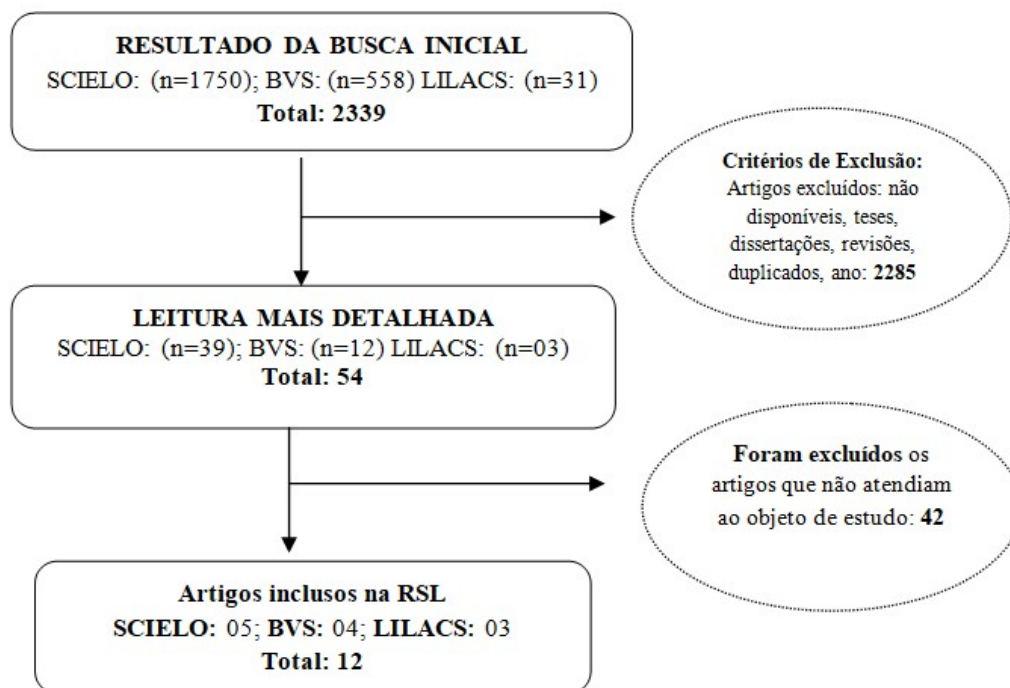 RESULTADO DA BUSCA INICIAL
SCIELO: (n=1750); BVS: (n=558) LILACS: (n=31)
Total: 2339
Critérios de Exclusão:
Artigos excluídos: não
disponíveis, teses,
dissertações, revisões,
duplicados, ano: 2285
LEITURA MAIS DETALHADA
SCIELO: (n=39); BVS: (n=12) LILACS: (n=03)
Total: 54
Foram excluídos os
artigos que não atendiam
ao objeto de estudo: 42
Artigos inclusos na RSL
SCIELO: 05; BVS: 04; LILACS: 03
Total: 12